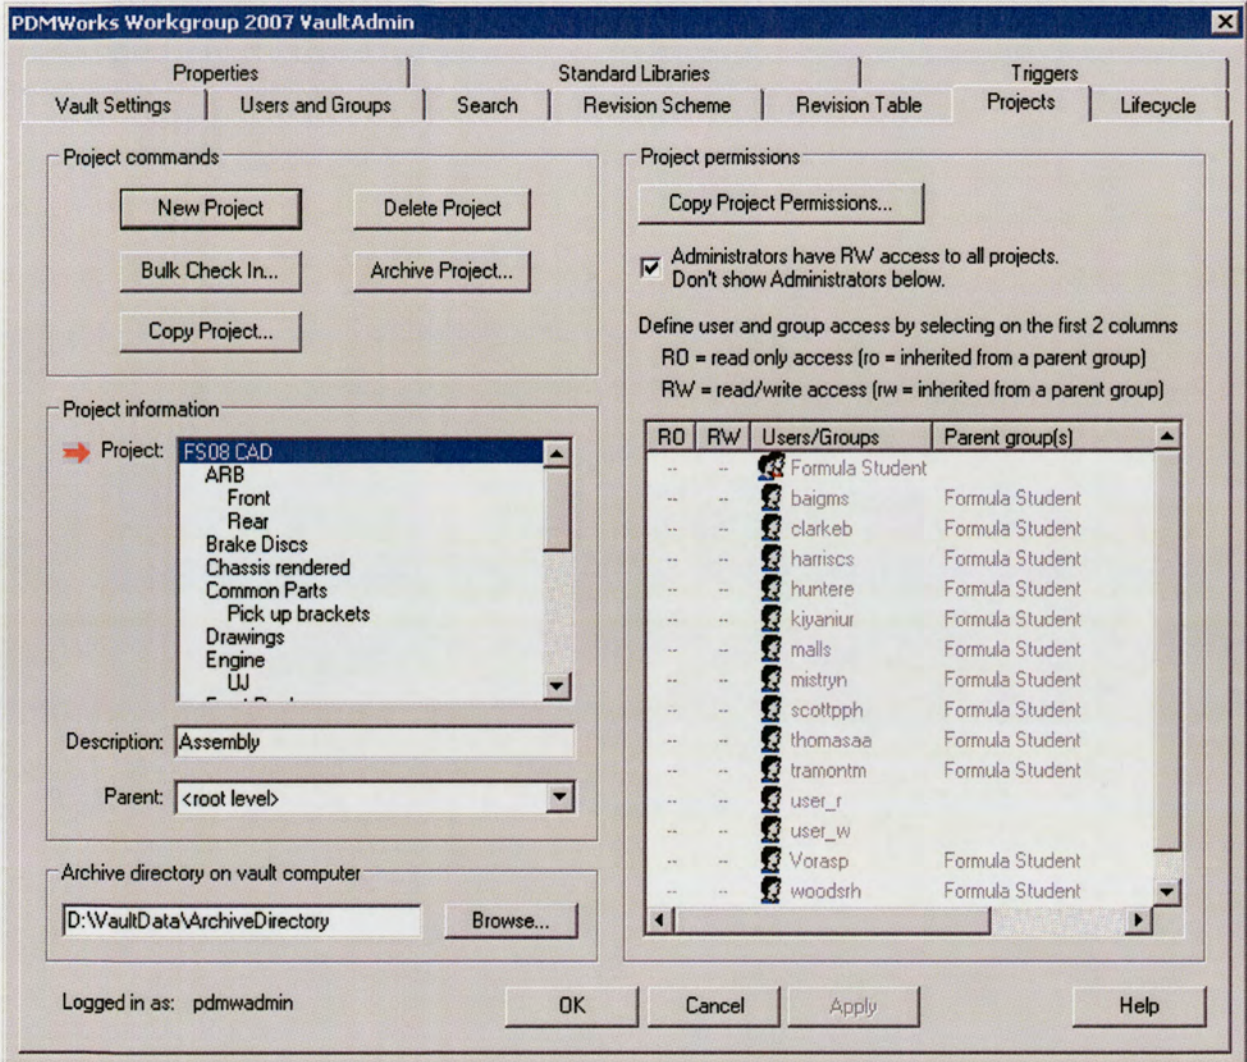 PDMWorks Workgroup 2007 VaultAdmin
Properties
Standard Libraries
Triggers
Vault Settings
Users and Groups
Search
Revision Scheme
Revision Table
Projects
Lifecycle
Project commands
New Project
Delete Project
Bulk Check In...
Archive Project...
Copy Project...
Project information
Project:
FS08 CAD
ARB
Front
Rear
Brake Discs
Chassis rendered
Common Parts
Pick up brackets
Drawings
Engine
UJ
Description: Assembly
Parent: <root level>
Archive directory on vault computer
D:\VaultData\ArchiveDirectory
Browse...
Project permissions
Copy Project Permissions...
Administrators have RW access to all projects.
Don't show Administrators below.
Define user and group access by selecting on the first 2 columns
RO = read only access (ro = inherited from a parent group)
RW = read/write access (rw = inherited from a parent group)
RO RW Users/Groups Parent group(s)
-- -- Formula Student
-- -- baigms Formula Student
-- -- clarkeb Formula Student
-- -- harriscs Formula Student
-- -- huntere Formula Student
-- -- kiyaniur Formula Student
-- -- malls Formula Student
-- -- mistryn Formula Student
-- -- scottpph Formula Student
-- -- thomasaa Formula Student
-- -- tramontm Formula Student
-- -- user_r
-- -- user_w
-- -- Vorasp Formula Student
-- -- woodsrh Formula Student
Logged in as: pdmwadmin
OK
Cancel
Apply
Help